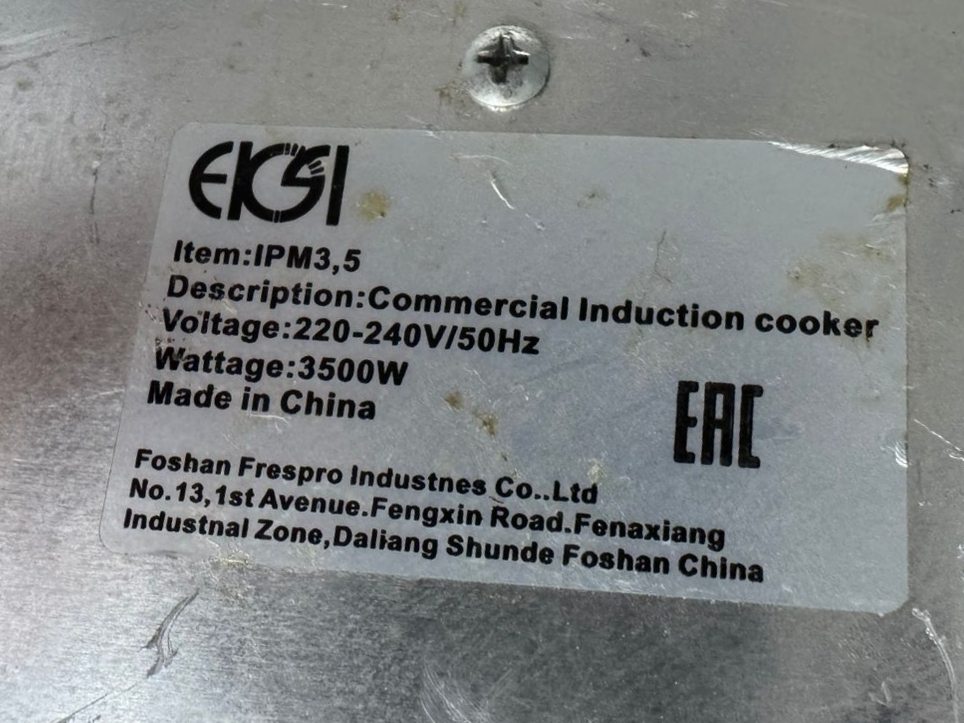 EKSI
Item:IPM3,5
Description:Commercial Induction cooker
Voltage:220-240V/50Hz
Wattage:3500W
Made in China
EAC
Foshan Frespro Industnes Co..Ltd
No.13,1st Avenue.Fengxin Road.Fenaxiang
Industnal Zone,Daliang Shunde Foshan China